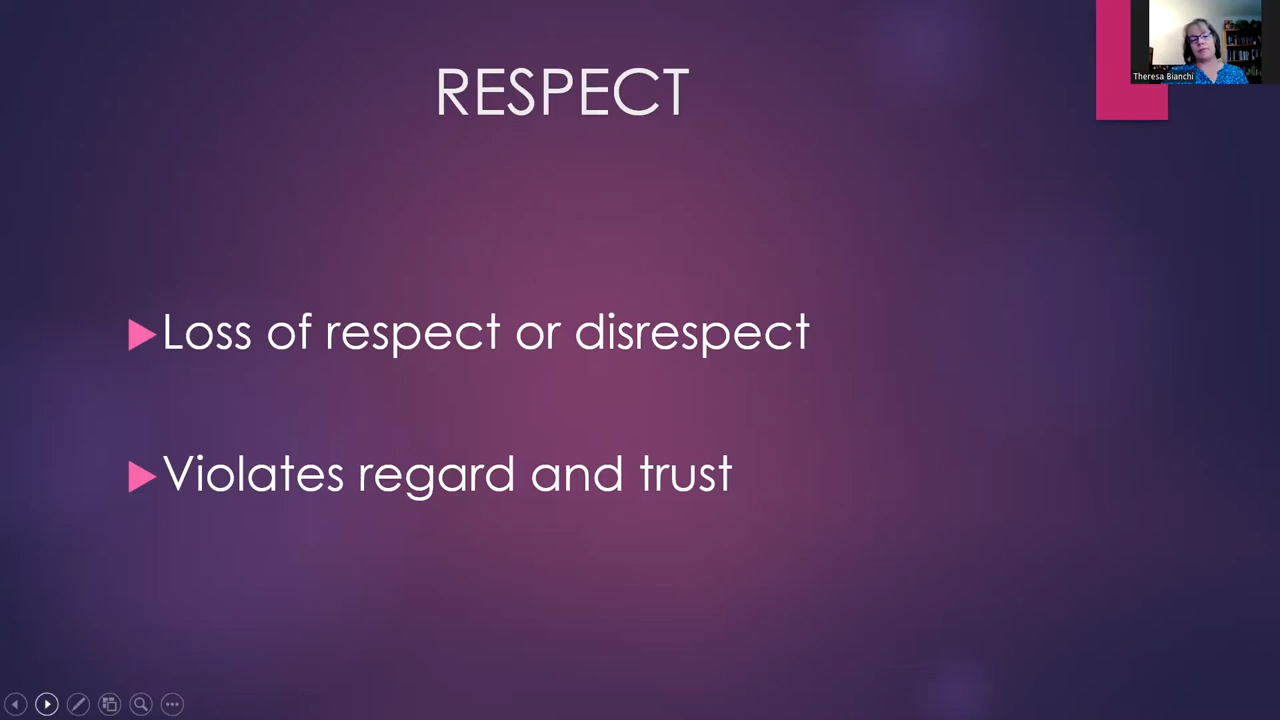 RESPECT
Theresa Bianchi
Loss of respect or disrespect
Violates regard and trust